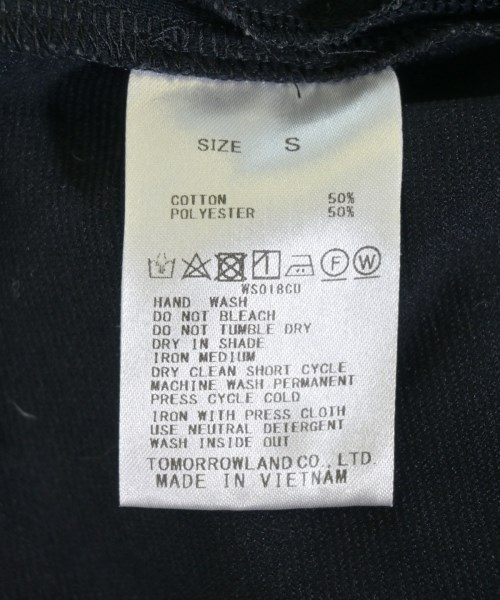 SIZE S
COTTON 50%
POLYESTER 50%
F W
WS018CU
HAND WASH
DO NOT BLEACH
DO NOT TUMBLE DRY
DRY IN SHADE
IRON MEDIUM
DRY CLEAN SHORT CYCLE
MACHINE WASH PERMANENT
PRESS CYCLE COLD
IRON WITH PRESS CLOTH
USE NEUTRAL DETERGENT
WASH INSIDE OUT
TOMORROWLAND CO., LTD.
MADE IN VIETNAM